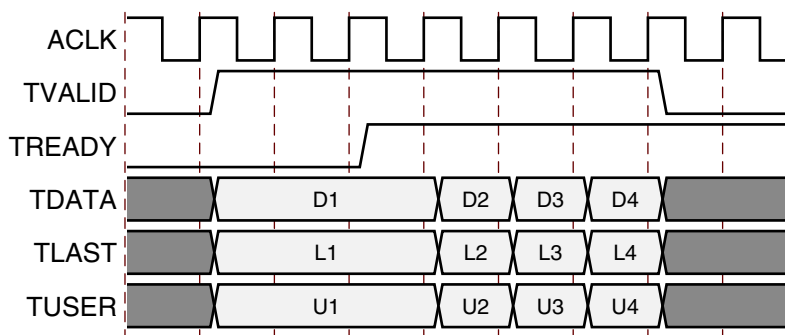 ACLK
TVALID
TREADY
TDATA D1 D2 D3 D4
TLAST L1 L2 L3 L4
TUSER U1 U2 U3 U4